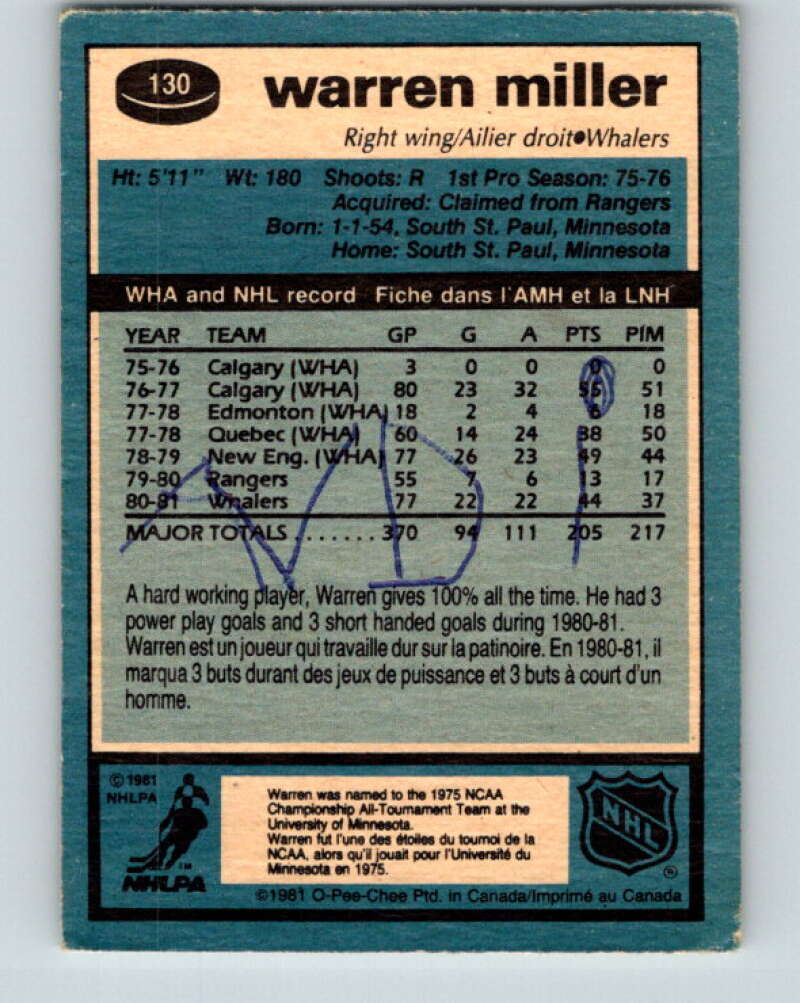 130
warren miller
Right wing/Ailier droit•Whalers
Ht: 5'11" Wt: 180 Shoots: R 1st Pro Season: 75-76
Acquired: Claimed from Rangers
Born: 1-1-54, South St. Paul, Minnesota
Home: South St. Paul, Minnesota
WHA and NHL record Fiche dans l'AMH et la LNH
YEAR TEAM GP G A PTS PIM
75-76 Calgary (WHA) 3 0 0 0 0
76-77 Calgary (WHA) 80 23 32 55 51
77-78 Edmonton (WHA) 18 2 4 6 18
77-78 Quebec (WHA) 60 14 24 38 50
78-79 New Eng. (WHA) 77 26 23 49 44
79-80 Rangers 55 7 6 13 17
80-81 Whalers 77 22 22 44 37
MAJOR TOTALS ....... 370 94 111 205 217
A hard working player, Warren gives 100% all the time. He had 3
power play goals and 3 short handed goals during 1980-81.
Warren est un joueur qui travaille dur sur la patinoire. En 1980-81, il
marqua 3 buts durant des jeux de puissance et 3 buts à court d'un
homme.
© 1981
NHLPA
NHLPA
TM
Warren was named to the 1975 NCAA
Championship All-Tournament Team at the
University of Minnesota.
Warren fut l'une des étoiles du tournoi de la
NCAA, alors qu'il jouait pour l'Université du
Minnesota en 1975.
NHL
®
©1981 O-Pee-Chee Ptd. in Canada/Imprimé au Canada